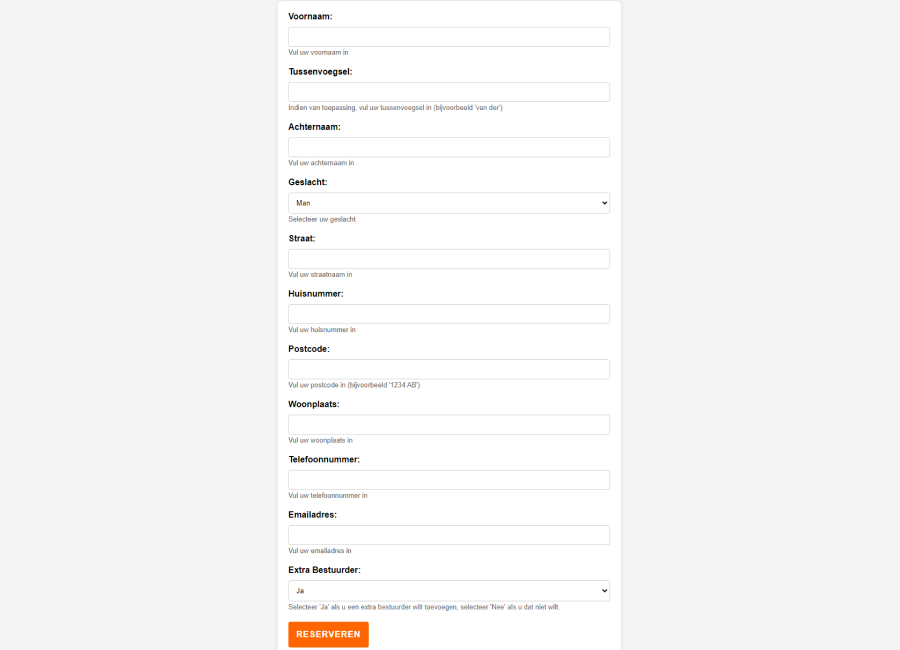 Voornaam:
Vul uw voornaam in
Tussenvoegsel:
Indien van toepassing, vul uw tussenvoegsel in (bijvoorbeeld 'van der')
Achternaam:
Vul uw achternaam in
Geslacht:
Man
Selecteer uw geslacht
Straat:
Vul uw straatnaam in
Huisnummer:
Vul uw huisnummer in
Postcode:
Vul uw postcode in (bijvoorbeeld '1234 AB')
Woonplaats:
Vul uw woonplaats in
Telefoonnummer:
Vul uw telefoonnummer in
Emailadres:
Vul uw emailadres in
Extra Bestuurder:
Ja
Selecteer 'Ja' als u een extra bestuurder wilt toevoegen, selecteer 'Nee' als u dat niet wilt.
RESERVEREN